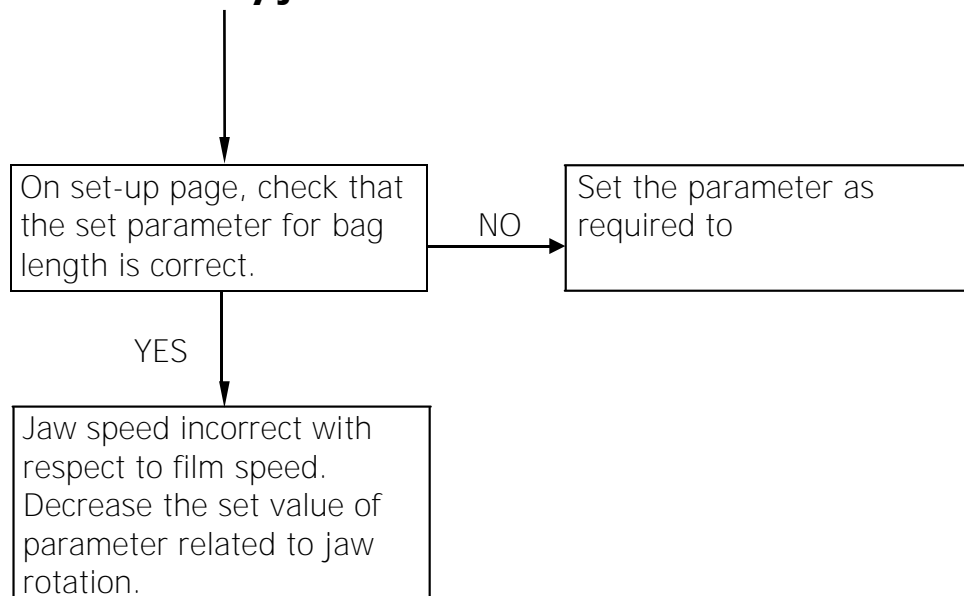 On set-up page, check that
the set parameter for bag
length is correct.
NO
Set the parameter as
required to
YES
Jaw speed incorrect with
respect to film speed.
Decrease the set value of
parameter related to jaw
rotation.